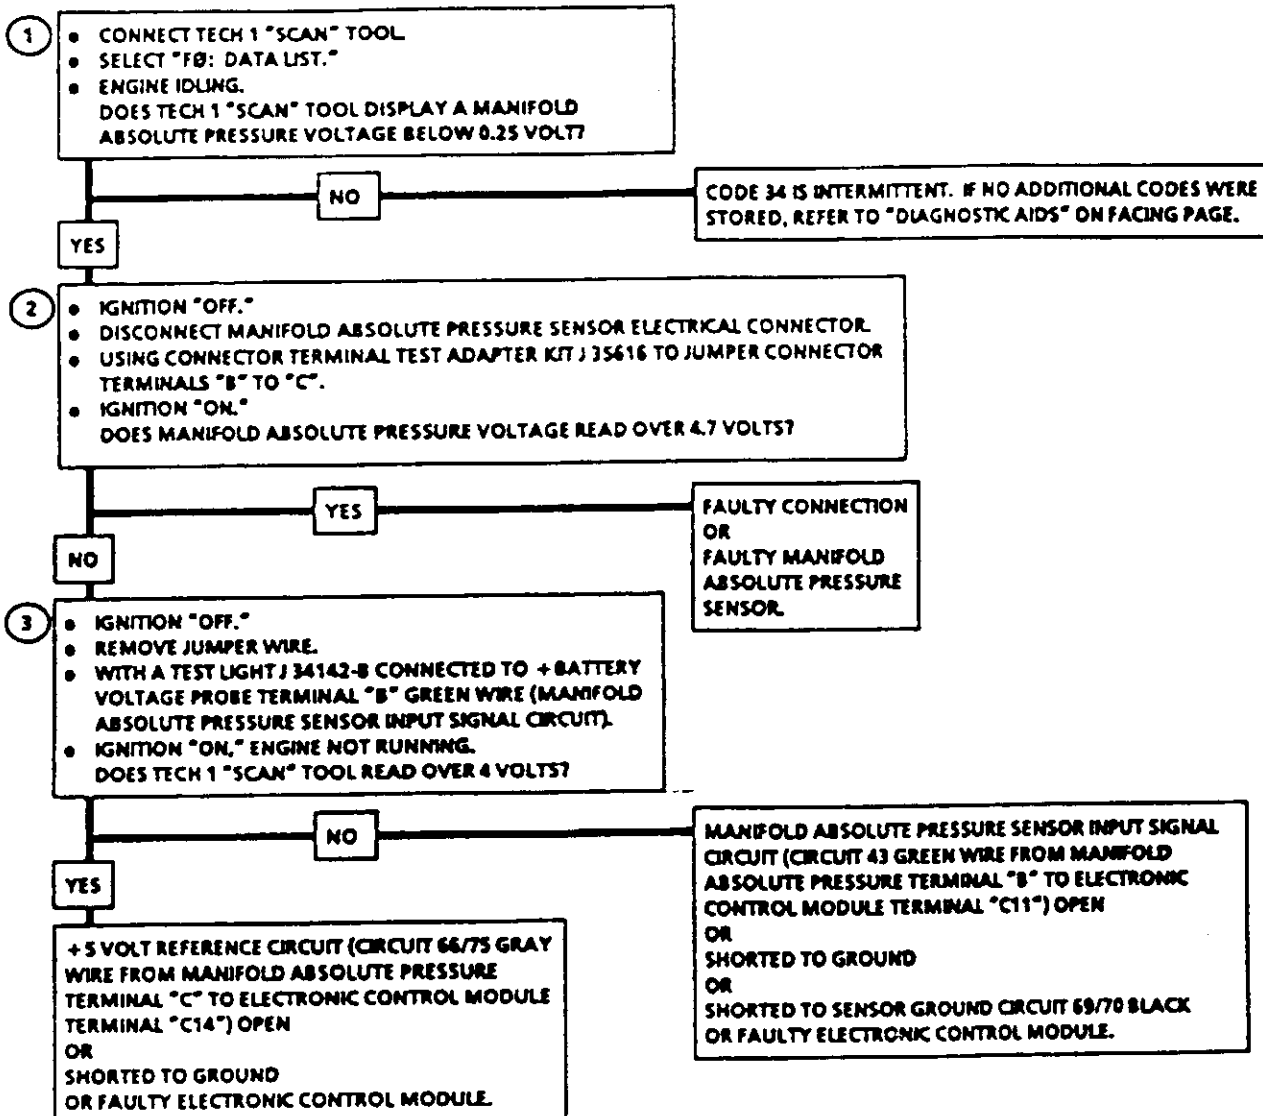 1
• CONNECT TECH 1 "SCAN" TOOL.
• SELECT "FØ: DATA LIST."
• ENGINE IDLING.
DOES TECH 1 "SCAN" TOOL DISPLAY A MANIFOLD
ABSOLUTE PRESSURE VOLTAGE BELOW 0.25 VOLT?
NO
CODE 34 IS INTERMITTENT. IF NO ADDITIONAL CODES WERE
STORED, REFER TO "DIAGNOSTIC AIDS" ON FACING PAGE.
YES
2
• IGNITION "OFF."
• DISCONNECT MANIFOLD ABSOLUTE PRESSURE SENSOR ELECTRICAL CONNECTOR.
• USING CONNECTOR TERMINAL TEST ADAPTER KIT J 35616 TO JUMPER CONNECTOR
TERMINALS "B" TO "C".
• IGNITION "ON."
DOES MANIFOLD ABSOLUTE PRESSURE VOLTAGE READ OVER 4.7 VOLTS?
YES
FAULTY CONNECTION
OR
FAULTY MANIFOLD
ABSOLUTE PRESSURE
SENSOR.
NO
3
• IGNITION "OFF."
• REMOVE JUMPER WIRE.
• WITH A TEST LIGHT J 34142-B CONNECTED TO + BATTERY
VOLTAGE PROBE TERMINAL "B" GREEN WIRE (MANIFOLD
ABSOLUTE PRESSURE SENSOR INPUT SIGNAL CIRCUIT).
• IGNITION "ON," ENGINE NOT RUNNING.
DOES TECH 1 "SCAN" TOOL READ OVER 4 VOLTS?
NO
MANIFOLD ABSOLUTE PRESSURE SENSOR INPUT SIGNAL
CIRCUIT (CIRCUIT 43 GREEN WIRE FROM MANIFOLD
ABSOLUTE PRESSURE TERMINAL "B" TO ELECTRONIC
CONTROL MODULE TERMINAL "C11") OPEN
OR
SHORTED TO GROUND
OR
SHORTED TO SENSOR GROUND CIRCUIT 69/70 BLACK
OR FAULTY ELECTRONIC CONTROL MODULE.
YES
+ 5 VOLT REFERENCE CIRCUIT (CIRCUIT 66/75 GRAY
WIRE FROM MANIFOLD ABSOLUTE PRESSURE
TERMINAL "C" TO ELECTRONIC CONTROL MODULE
TERMINAL "C14") OPEN
OR
SHORTED TO GROUND
OR FAULTY ELECTRONIC CONTROL MODULE.